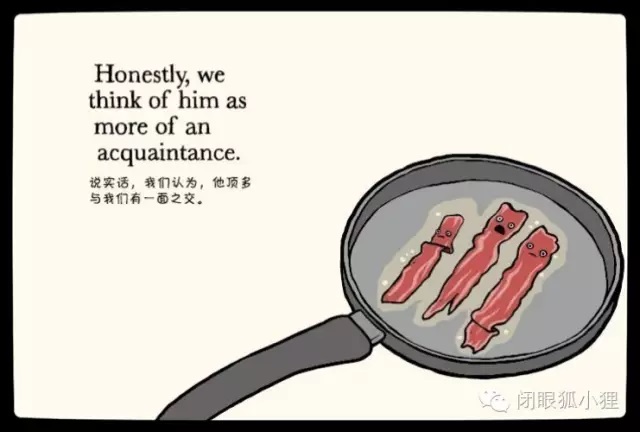 Honestly, we
think of him as
more of an
acquaintance.
说实话，我们认为，他顶多
与我们有一面之交。
闭眼狐小狸